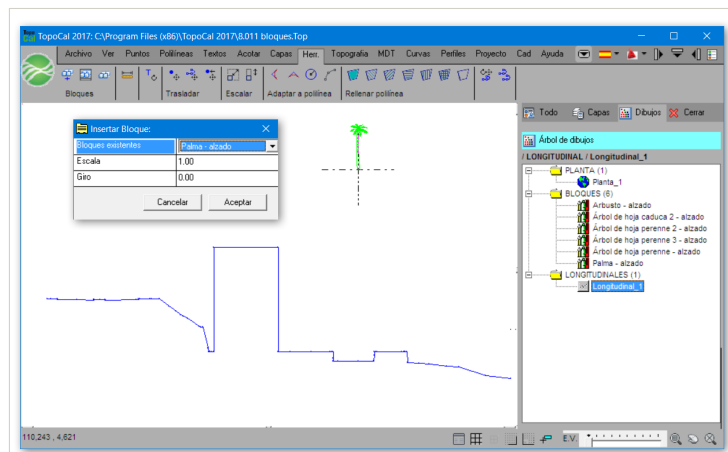 Topo Cal TopoCal 2017: C:\Program Files (x86)\TopoCal 2017\8.011 bloques.Top
Archivo Ver Puntos Polilíneas Textos Acotar Capas Herr. Topografía MDT Curvas Perfiles Proyecto Cad Ayuda
Bloques Trasladar Escalar Adaptar a polilínea Rellenar polilínea
Todo Capas Dibujos Cerrar
Insertar Bloque:
Bloques existentes Palma - alzado
Escala 1.00
Giro 0.00
Cancelar Aceptar
Árbol de dibujos
/ LONGITUDINAL / Longitudinal_1
PLANTA (1)
Planta_1
BLOQUES (6)
Arbusto - alzado
Árbol de hoja caduca 2 - alzado
Árbol de hoja perenne 2 - alzado
Árbol de hoja perenne 3 - alzado
Árbol de hoja perenne - alzado
Palma - alzado
LONGITUDINALES (1)
Longitudinal_1
110,243 , 4,621
E.V.